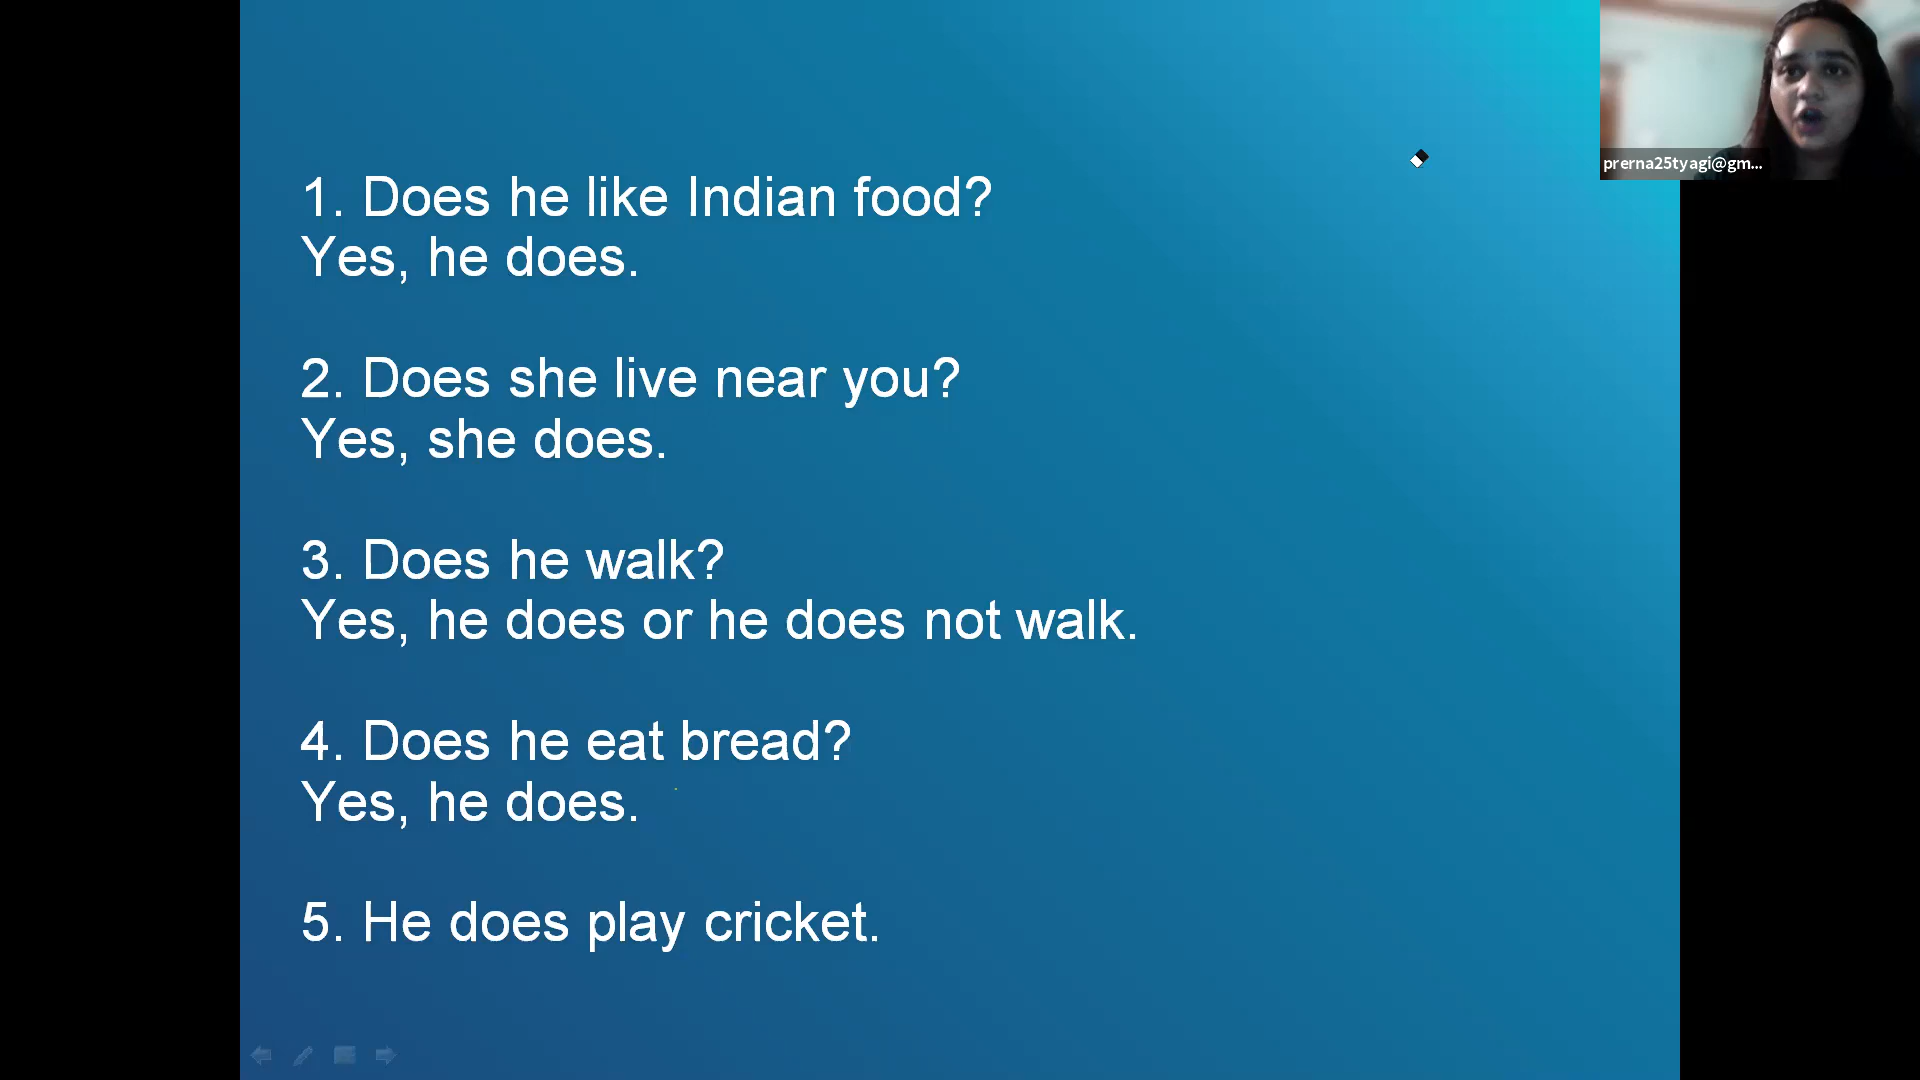 1. Does he like Indian food?
Yes, he does.
2. Does she live near you?
Yes, she does.
3. Does he walk?
Yes, he does or he does not walk.
4. Does he eat bread?
Yes, he does.
5. He does play cricket.
prerna25tyagi@gm...